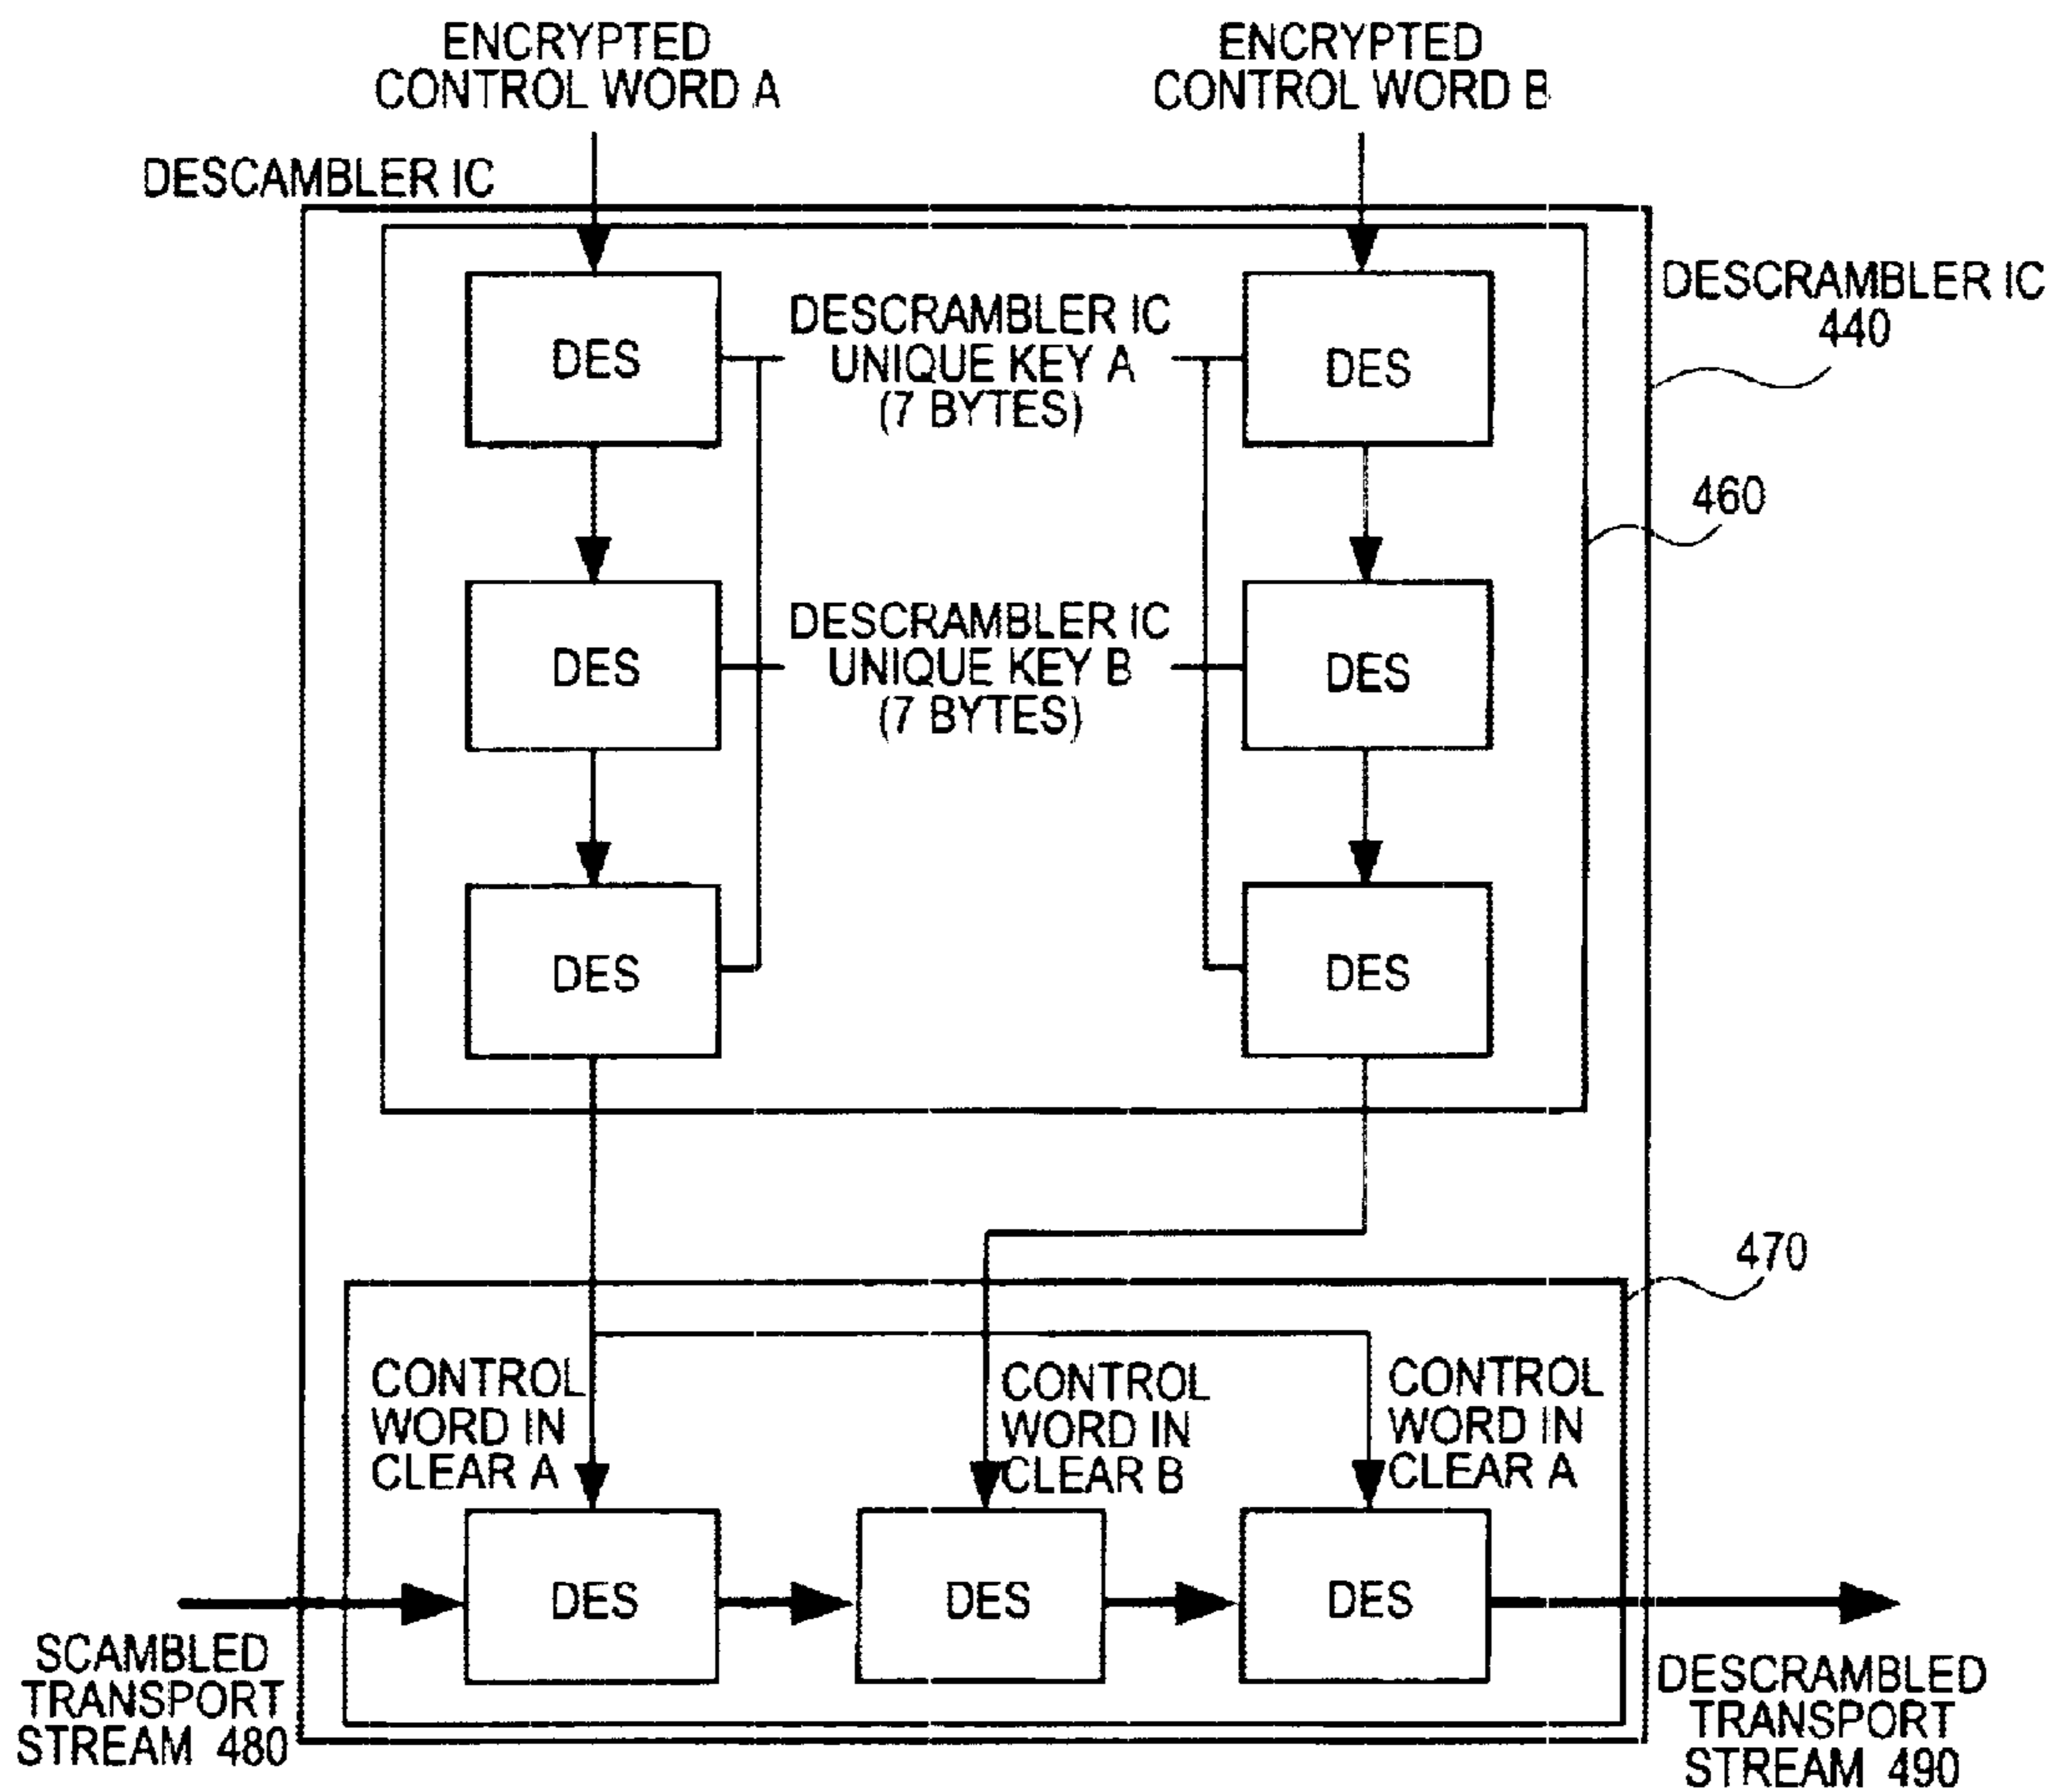 ENCRYPTED
CONTROL WORD A
ENCRYPTED
CONTROL WORD B
DESCAMBLER IC
DESCRAMBLER IC
440
DES
DESCRAMBLER IC
UNIQUE KEY A
(7 BYTES)
DES
460
DES
DESCRAMBLER IC
UNIQUE KEY B
(7 BYTES)
DES
DES
DES
470
CONTROL
WORD IN
CLEAR A
CONTROL
WORD IN
CLEAR B
CONTROL
WORD IN
CLEAR A
DES
DES
DES
SCAMBLED
TRANSPORT
STREAM 480
DESCRAMBLED
TRANSPORT
STREAM 490